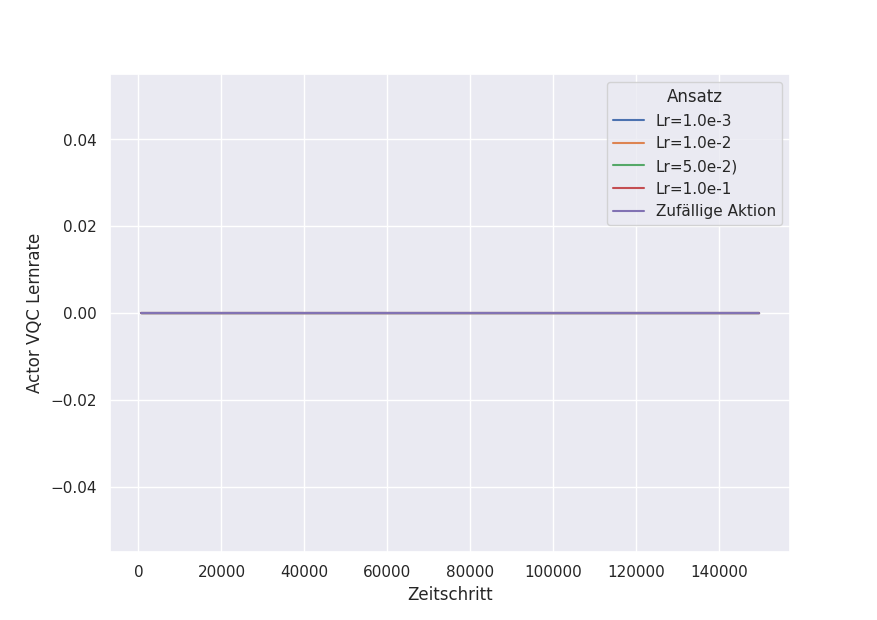 Ansatz
Lr=1.0e-3
Lr=1.0e-2
Lr=5.0e-2)
Lr=1.0e-1
Zufällige Aktion
0.04
0.02
0.00
−0.02
−0.04
Actor VQC Lernrate
0 20000 40000 60000 80000 100000 120000 140000
Zeitschritt